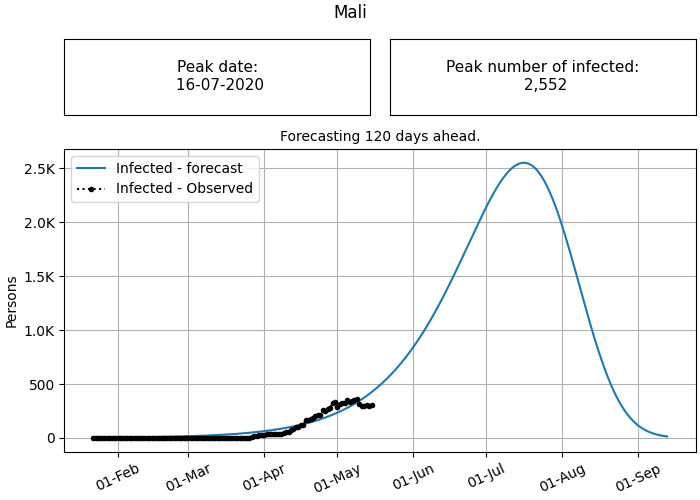 Mali
Peak date:
16-07-2020
Peak number of infected:
2,552
Forecasting 120 days ahead.
Infected - forecast
Infected - Observed
2.5K
2.0K
1.5K
1.0K
500
0
Persons
01-Feb
01-Mar
01-Apr
01-May
01-Jun
01-Jul
01-Aug
01-Sep